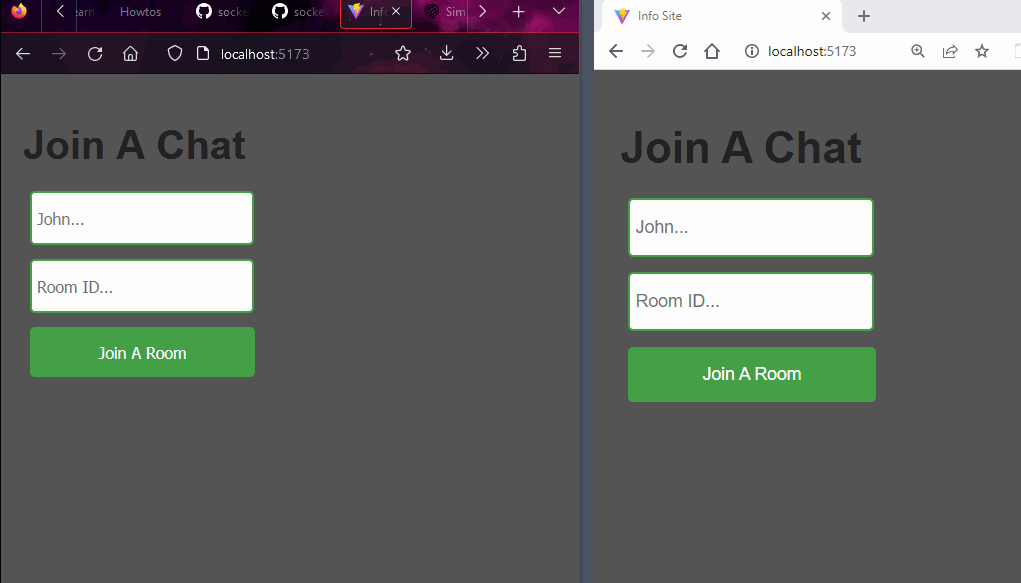 earn Howtos socke socke Info Sim
localhost:5173
Join A Chat
John...
Room ID...
Join A Room
Info Site
localhost:5173
Join A Chat
John...
Room ID...
Join A Room